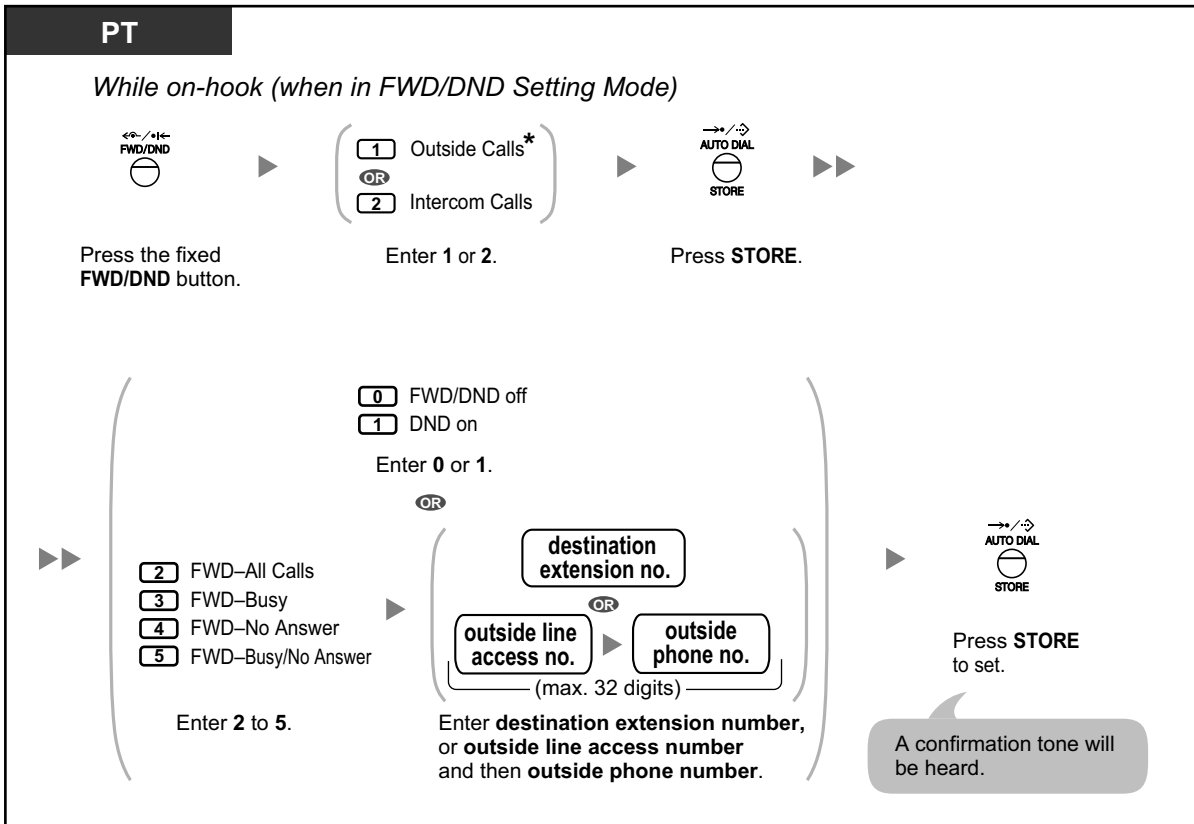 PT
While on-hook (when in FWD/DND Setting Mode)
FWD/DND
1 Outside Calls*
OR
2 Intercom Calls
AUTO DIAL
STORE
Press the fixed
FWD/DND button.
Enter 1 or 2.
Press STORE.
0 FWD/DND off
1 DND on
Enter 0 or 1.
OR
2 FWD–All Calls
3 FWD–Busy
4 FWD–No Answer
5 FWD–Busy/No Answer
Enter 2 to 5.
destination
extension no.
OR
outside line
access no.
outside
phone no.
(max. 32 digits)
Enter destination extension number,
or outside line access number
and then outside phone number.
AUTO DIAL
STORE
Press STORE
to set.
A confirmation tone will
be heard.